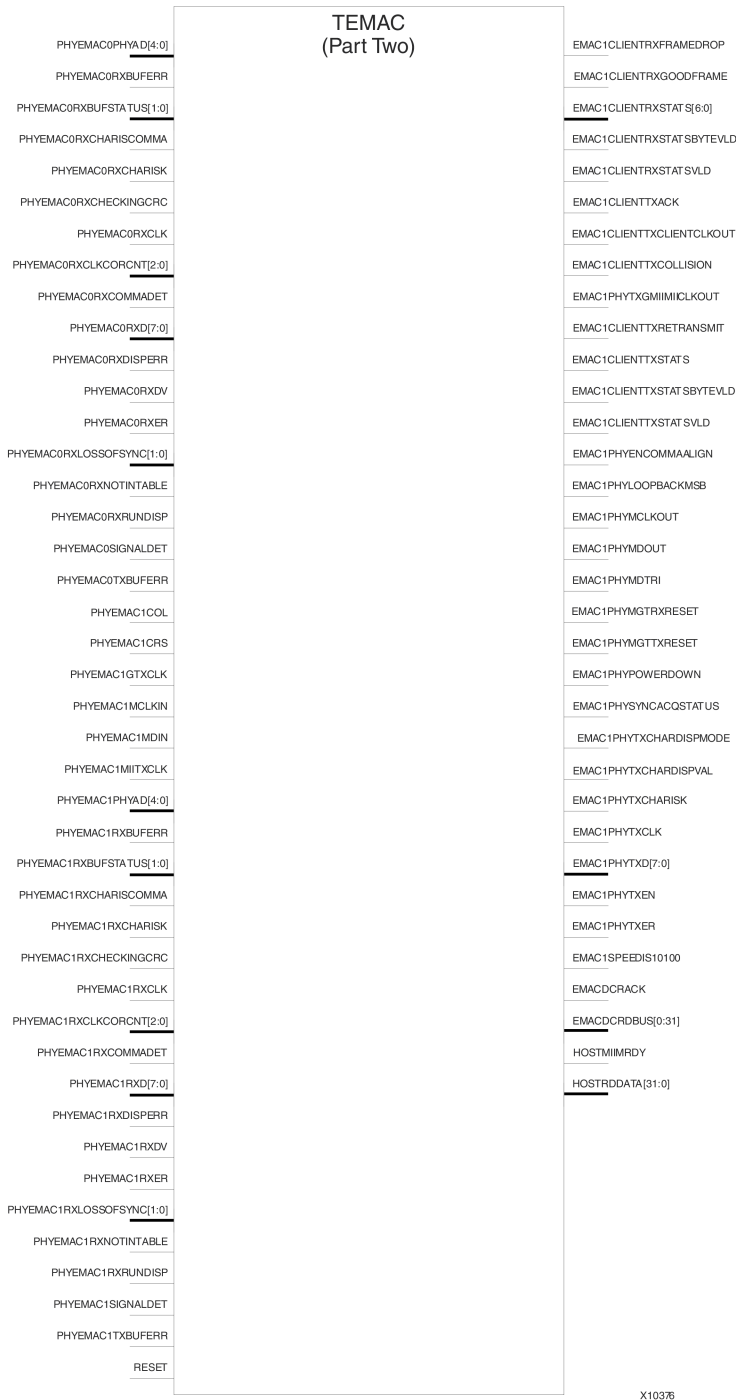 TEMAC
(Part Two)
PHYEMAC0PHYAD[4:0]
PHYEMAC0RXBUFERR
PHYEMAC0RXBUFSTATUS[1:0]
PHYEMAC0RXCHARISCOMMA
PHYEMAC0RXCHARISK
PHYEMAC0RXCHECKINGCRC
PHYEMAC0RXCLK
PHYEMAC0RXCLKCORCNT[2:0]
PHYEMAC0RXCOMMADET
PHYEMAC0RXD[7:0]
PHYEMAC0RXDISPERR
PHYEMAC0RXDV
PHYEMAC0RXER
PHYEMAC0RXLOSSOFSYNC[1:0]
PHYEMAC0RXNOTINTABLE
PHYEMAC0RXRUNDISP
PHYEMAC0SIGNALDET
PHYEMAC0TXBUFERR
PHYEMAC1COL
PHYEMAC1CRS
PHYEMAC1GTXCLK
PHYEMAC1MCLKIN
PHYEMAC1MDIN
PHYEMAC1MIITXCLK
PHYEMAC1PHYAD[4:0]
PHYEMAC1RXBUFERR
PHYEMAC1RXBUFSTATUS[1:0]
PHYEMAC1RXCHARISCOMMA
PHYEMAC1RXCHARISK
PHYEMAC1RXCHECKINGCRC
PHYEMAC1RXCLK
PHYEMAC1RXCLKCORCNT[2:0]
PHYEMAC1RXCOMMADET
PHYEMAC1RXD[7:0]
PHYEMAC1RXDISPERR
PHYEMAC1RXDV
PHYEMAC1RXER
PHYEMAC1RXLOSSOFSYNC[1:0]
PHYEMAC1RXNOTINTABLE
PHYEMAC1RXRUNDISP
PHYEMAC1SIGNALDET
PHYEMAC1TXBUFERR
RESET
EMAC1CLIENTRXFRAMEDROP
EMAC1CLIENTRXGOODFRAME
EMAC1CLIENTRXSTATS[6:0]
EMAC1CLIENTRXSTATSBYTEVLD
EMAC1CLIENTRXSTATSVLD
EMAC1CLIENTTXACK
EMAC1CLIENTTXCLIENTCLKOUT
EMAC1CLIENTTXCOLLISION
EMAC1PHYTXGMIIMIICLKOUT
EMAC1CLIENTTXRETRANSMIT
EMAC1CLIENTTXSTATS
EMAC1CLIENTTXSTATSBYTEVLD
EMAC1CLIENTTXSTATSVLD
EMAC1PHYENCOMMAALIGN
EMAC1PHYLOOPBACKMSB
EMAC1PHYMCLKOUT
EMAC1PHYMDOUT
EMAC1PHYMDTRI
EMAC1PHYMGTRXRESET
EMAC1PHYMGTTXRESET
EMAC1PHYPOWERDOWN
EMAC1PHYSYNCACQSTATUS
EMAC1PHYTXCHARDISPMODE
EMAC1PHYTXCHARDISPVAL
EMAC1PHYTXCHARISK
EMAC1PHYTXCLK
EMAC1PHYTXD[7:0]
EMAC1PHYTXEN
EMAC1PHYTXER
EMAC1SPEEDIS10100
EMACDCRACK
EMACDCRDBUS[0:31]
HOSTMIIMRDY
HOSTRDDATA[31:0]
X10376